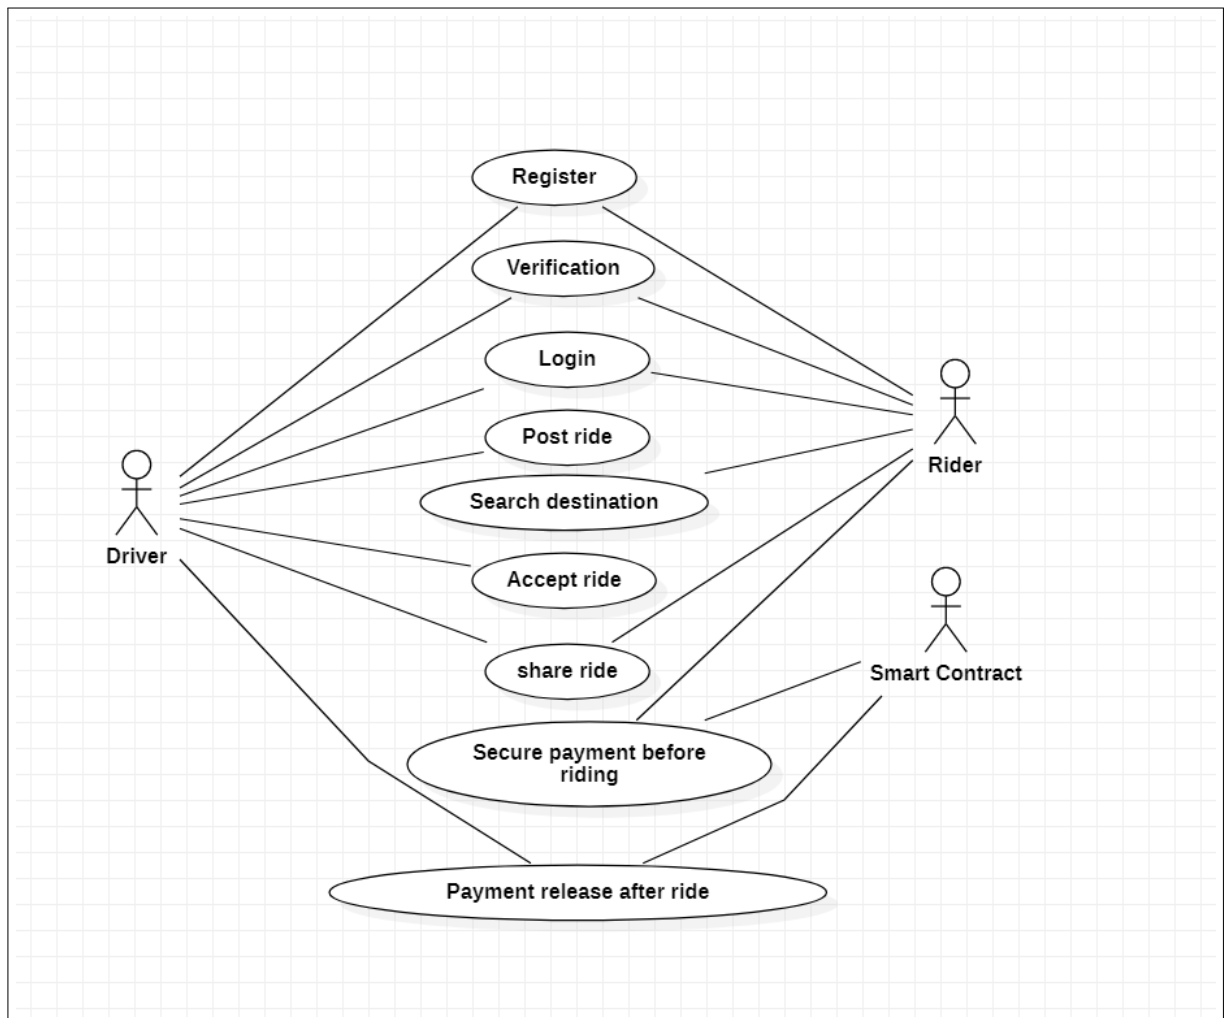 Register
Verification
Login
Post ride
Rider
Search destination
Driver
Accept ride
share ride
Smart Contract
Secure payment before
riding
Payment release after ride